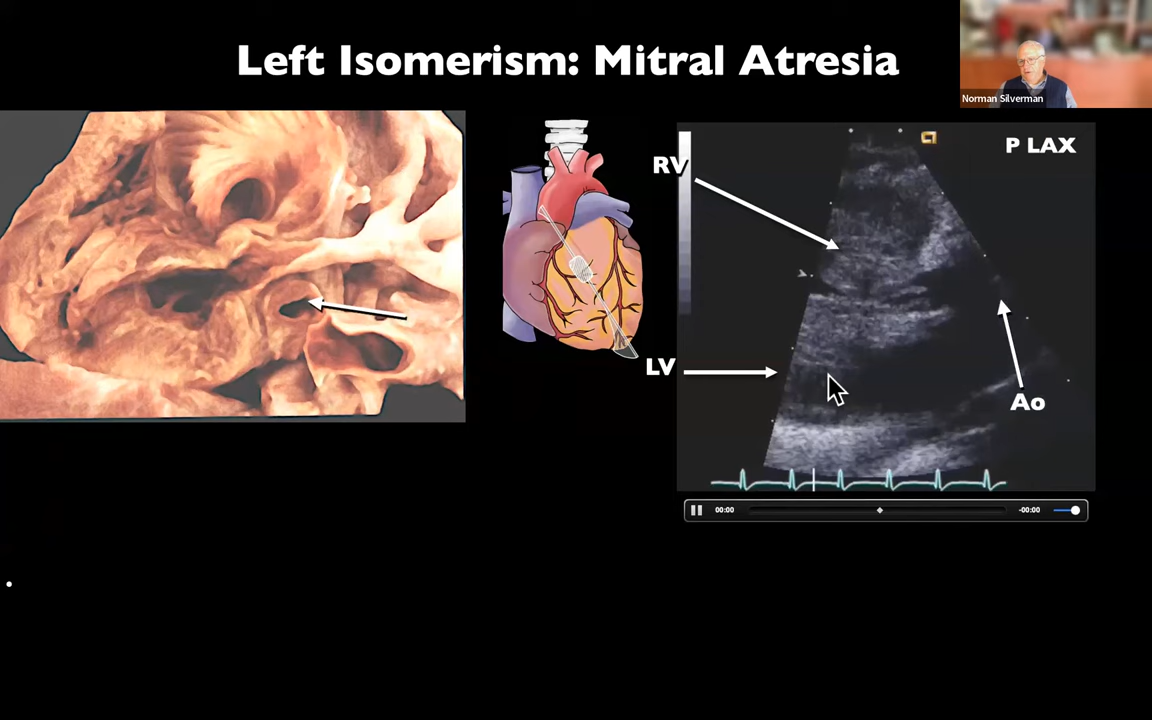 Left Isomerism: Mitral Atresia
Norman Silverman
RV
P LAX
LV
Ao
00:00
-00:00